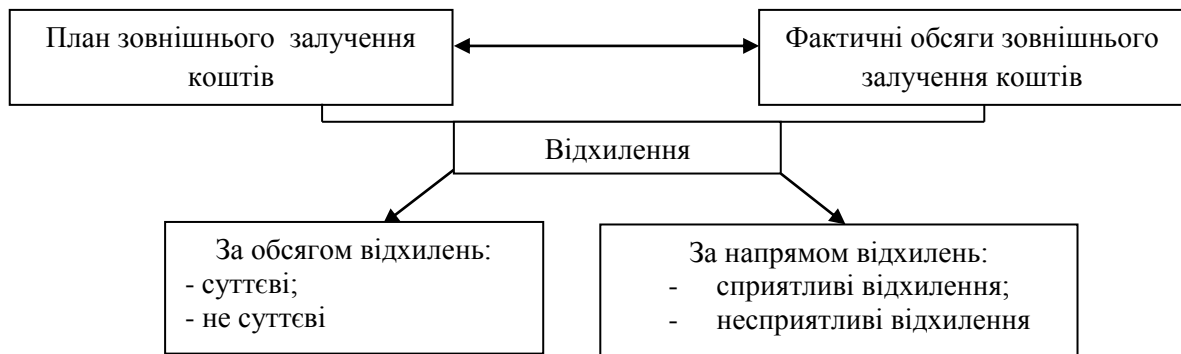 План зовнішнього залучення
коштів
Фактичні обсяги зовнішнього
залучення коштів
Відхилення
За обсягом відхилень:
- суттєві;
- не суттєві
За напрямом відхилень:
- сприятливі відхилення;
- несприятливі відхилення